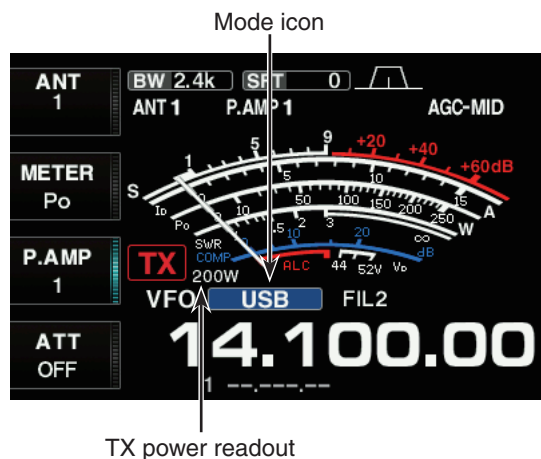 Mode icon
ANT
1
BW 2.4k SFT 0
ANT 1 P.AMP 1 AGC-MID
METER
Po
S 1 5 9 +20 +40 +60dB
ID 0 5 10 15 A
Po 0 10 50 100 150 200 250 W
SWR 1 1.5 2 3 ∞
COMP 0 10 20 dB
ALC 44 52V VD
P.AMP
1
TX
200W
VFO USB FIL2
ATT
OFF
14.100.00
1 --.---.--
TX power readout